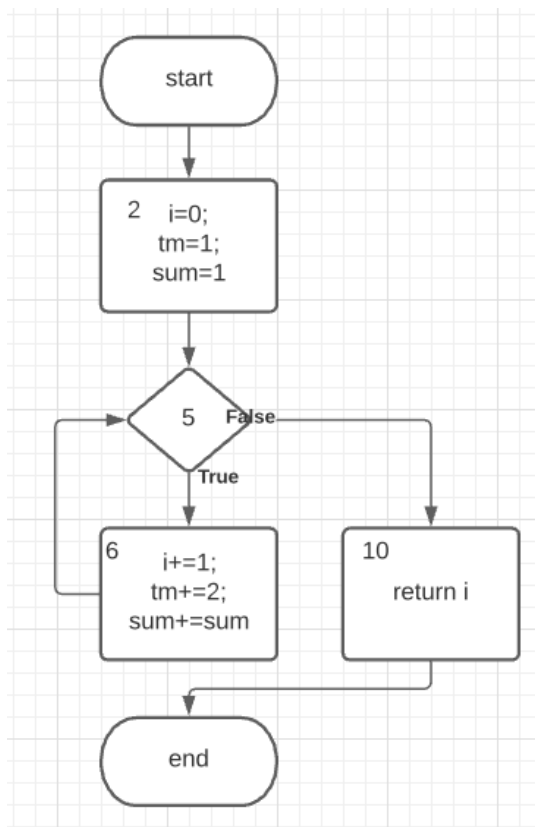 start
2 i=0;
tm=1;
sum=1
5 False
True
6 i+=1;
tm+=2;
sum+=sum
10
return i
end